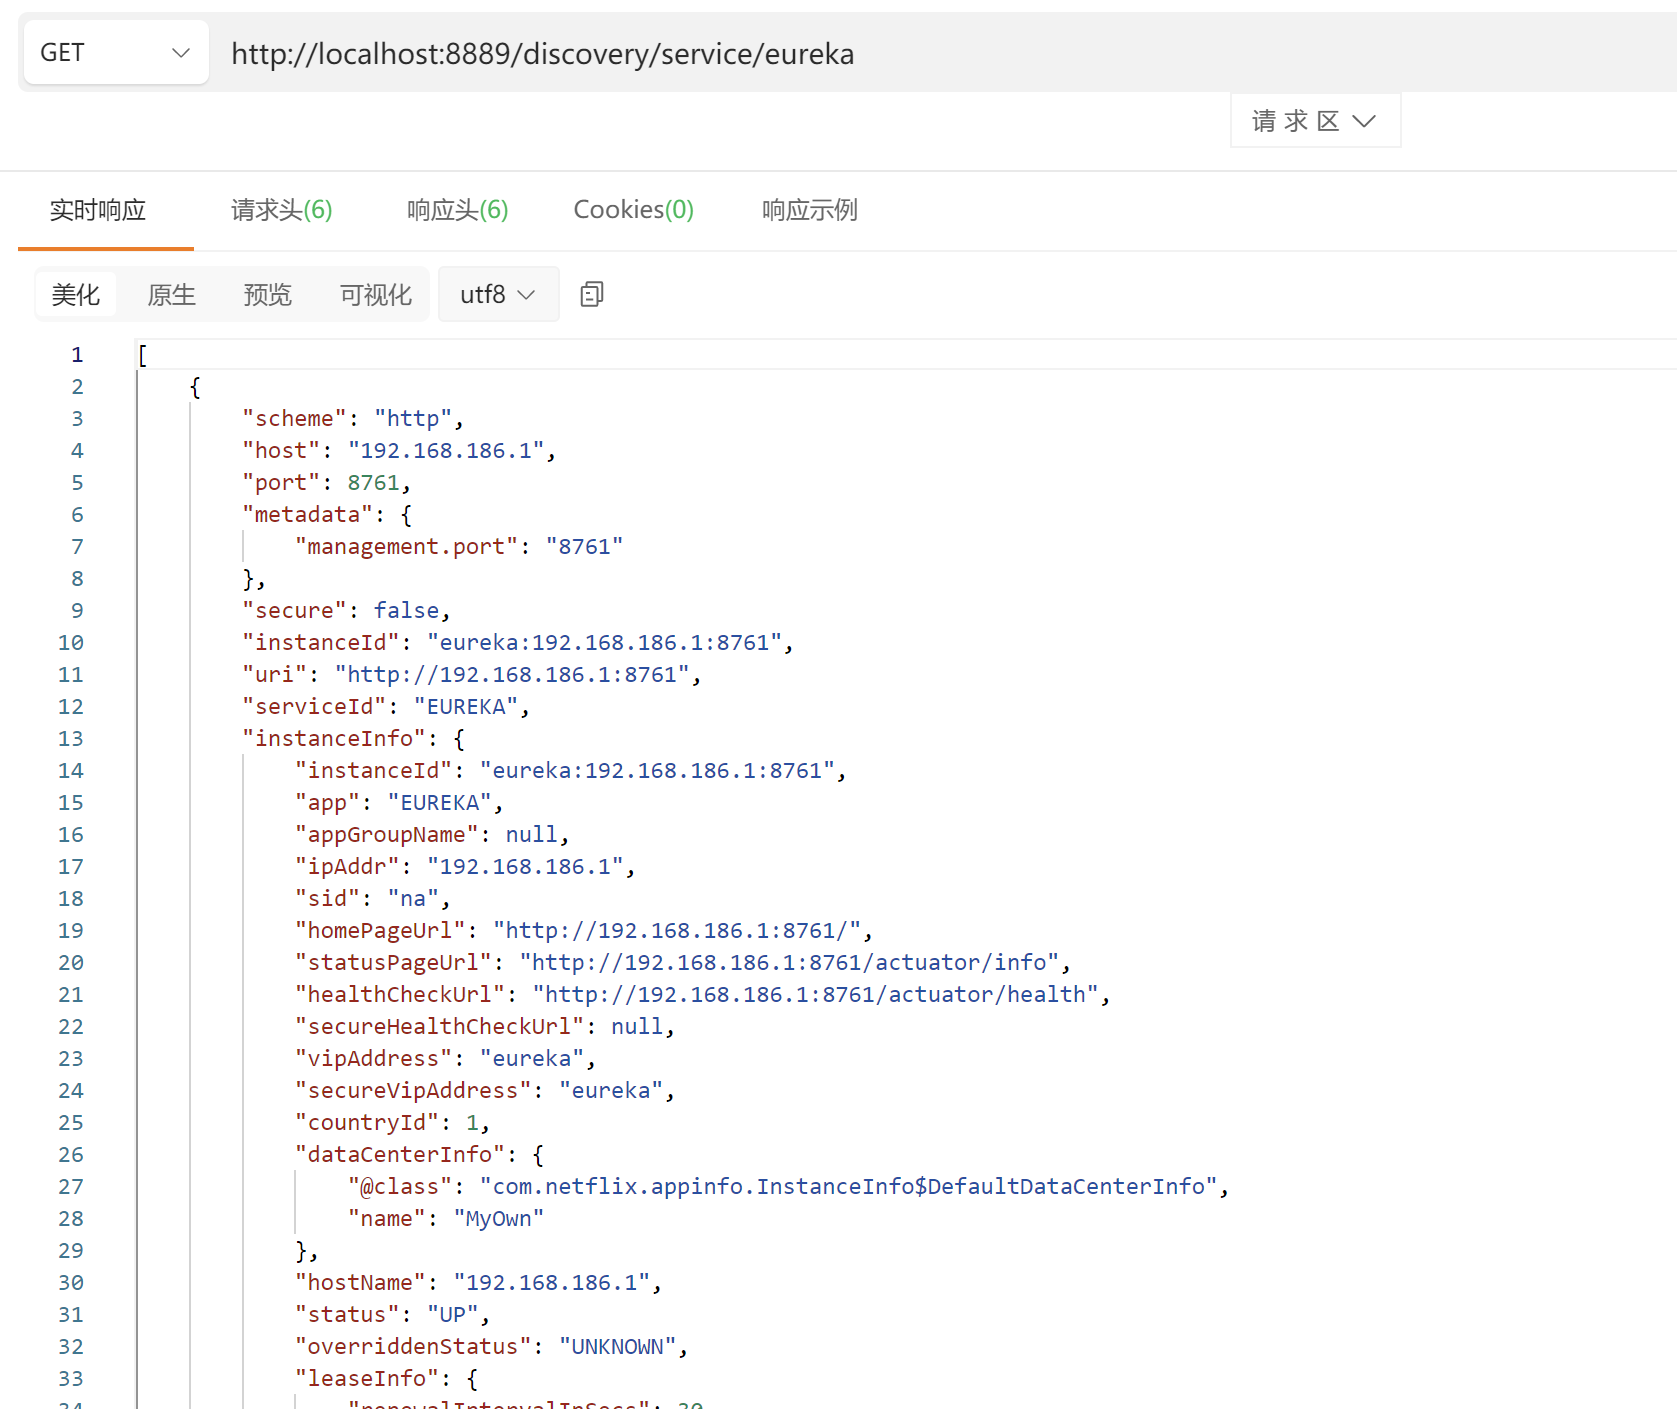 GET http://localhost:8889/discovery/service/eureka
请 求 区
实时响应 请求头(6) 响应头(6) Cookies(0) 响应示例
美化 原生 预览 可视化 utf8
1 [
2 {
3 "scheme": "http",
4 "host": "192.168.186.1",
5 "port": 8761,
6 "metadata": {
7 "management.port": "8761"
8 },
9 "secure": false,
10 "instanceId": "eureka:192.168.186.1:8761",
11 "uri": "http://192.168.186.1:8761",
12 "serviceId": "EUREKA",
13 "instanceInfo": {
14 "instanceId": "eureka:192.168.186.1:8761",
15 "app": "EUREKA",
16 "appGroupName": null,
17 "ipAddr": "192.168.186.1",
18 "sid": "na",
19 "homePageUrl": "http://192.168.186.1:8761/",
20 "statusPageUrl": "http://192.168.186.1:8761/actuator/info",
21 "healthCheckUrl": "http://192.168.186.1:8761/actuator/health",
22 "secureHealthCheckUrl": null,
23 "vipAddress": "eureka",
24 "secureVipAddress": "eureka",
25 "countryId": 1,
26 "dataCenterInfo": {
27 "@class": "com.netflix.appinfo.InstanceInfo$DefaultDataCenterInfo",
28 "name": "MyOwn"
29 },
30 "hostName": "192.168.186.1",
31 "status": "UP",
32 "overriddenStatus": "UNKNOWN",
33 "leaseInfo": {
34 "renewalIntervalInSecs": 30